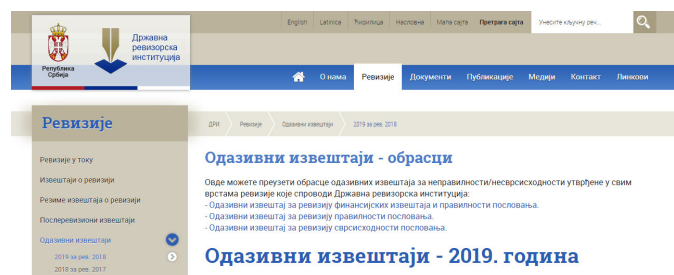 English Latinica Ћирилица Насловна Мапа сајта Претрага сајта Унесите кључну реч...
Државна
ревизорска
институција
Република
Србија
О нама Ревизије Документи Публикације Медији Контакт Линкови
Ревизије
ДРИ Ревизије Одазивни извештаји 2019 за рев. 2018
Ревизије у току
Извештаји о ревизији
Резиме извештаја о ревизији
Послеревизиони извештаји
Одазивни извештаји
2019 за рев. 2018
2018 за рев. 2017
Одазивни извештаји - обрасци
Овде можете преузети обрасце одазивних извештаја за неправилности/несврсисходности утврђене у свим
врстама ревизије које спроводи Државна ревизорска институција:
- Одазивни извештај за ревизију финансијских извештаја и правилности пословања.
- Одазивни извештај за ревизију правилности пословања.
- Одазивни извештај за ревизију сврсисходности пословања.
Одазивни извештаји - 2019. година